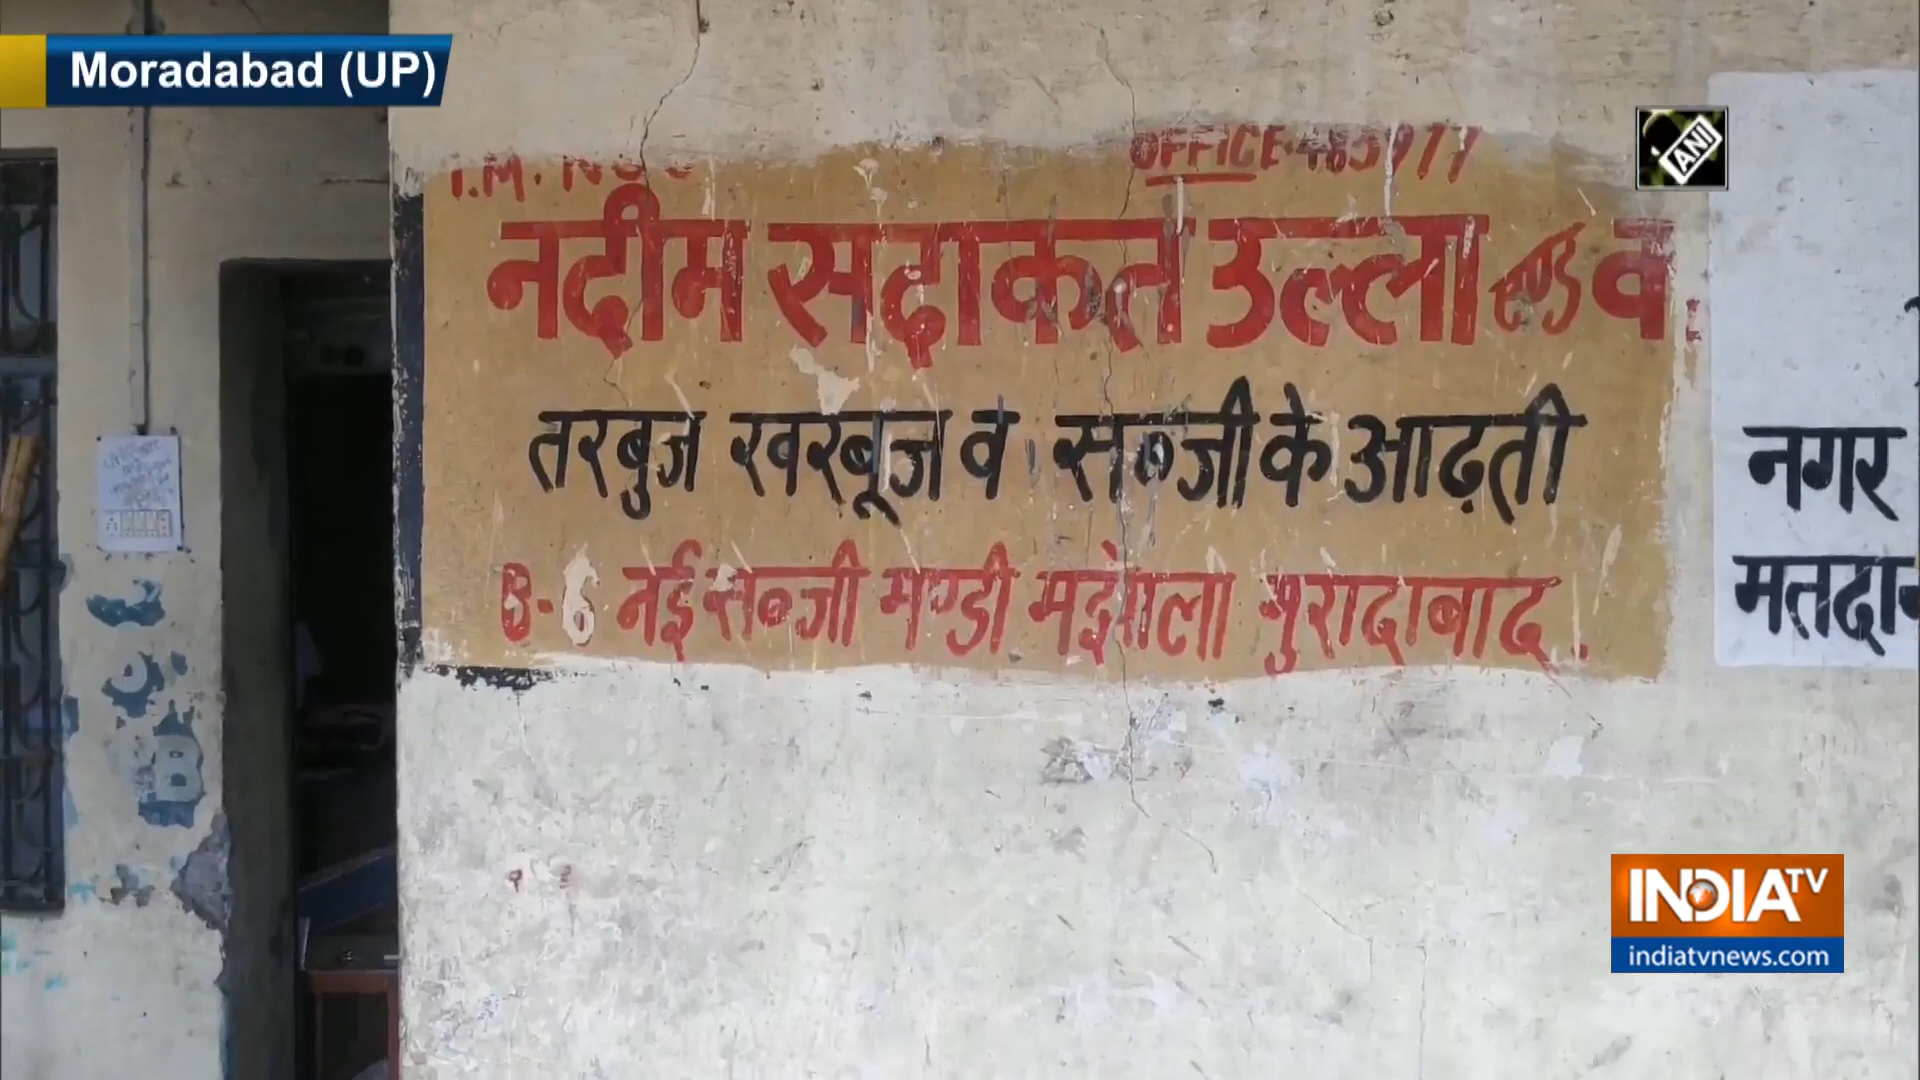 Moradabad (UP)
ANI
OFFICE
नदीम सदाकत उल्ला एण्ड
तरबुज खरबूज व सब्जी के आढ़ती
B-6 नई सब्जी मण्डी मझोला मुरादाबाद.
नगर
INDIA TV
indiatvnews.com